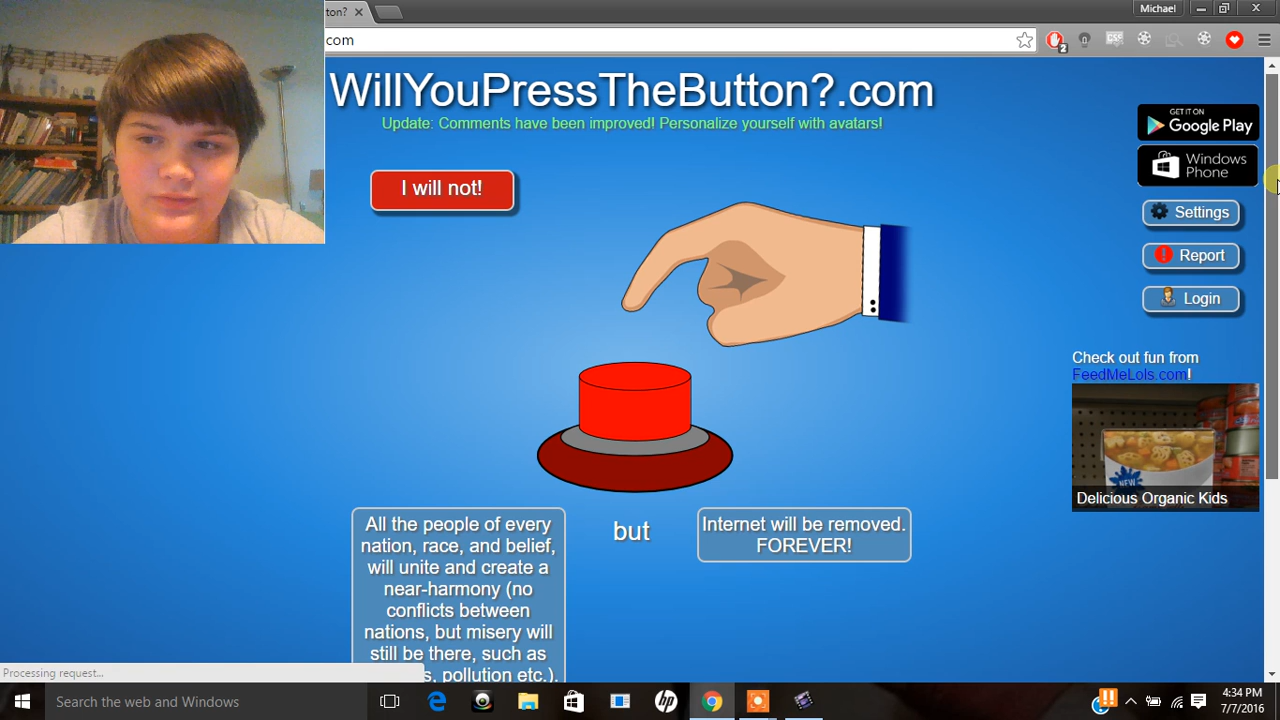 ton?
Michael
com
2
GSF
WillYouPressTheButton?.com
Update: Comments have been improved! Personalize yourself with avatars!
GET IT ON
Google Play
Windows
Phone
I will not!
Settings
Report
Login
Check out fun from
FeedMeLols.com!
NEW
Delicious Organic Kids
All the people of every
nation, race, and belief,
will unite and create a
near-harmony (no
conflicts between
nations, but misery will
still be there, such as
s, pollution etc.).
but
Internet will be removed.
FOREVER!
Processing request...
Search the web and Windows
hp
4:34 PM
7/7/2016